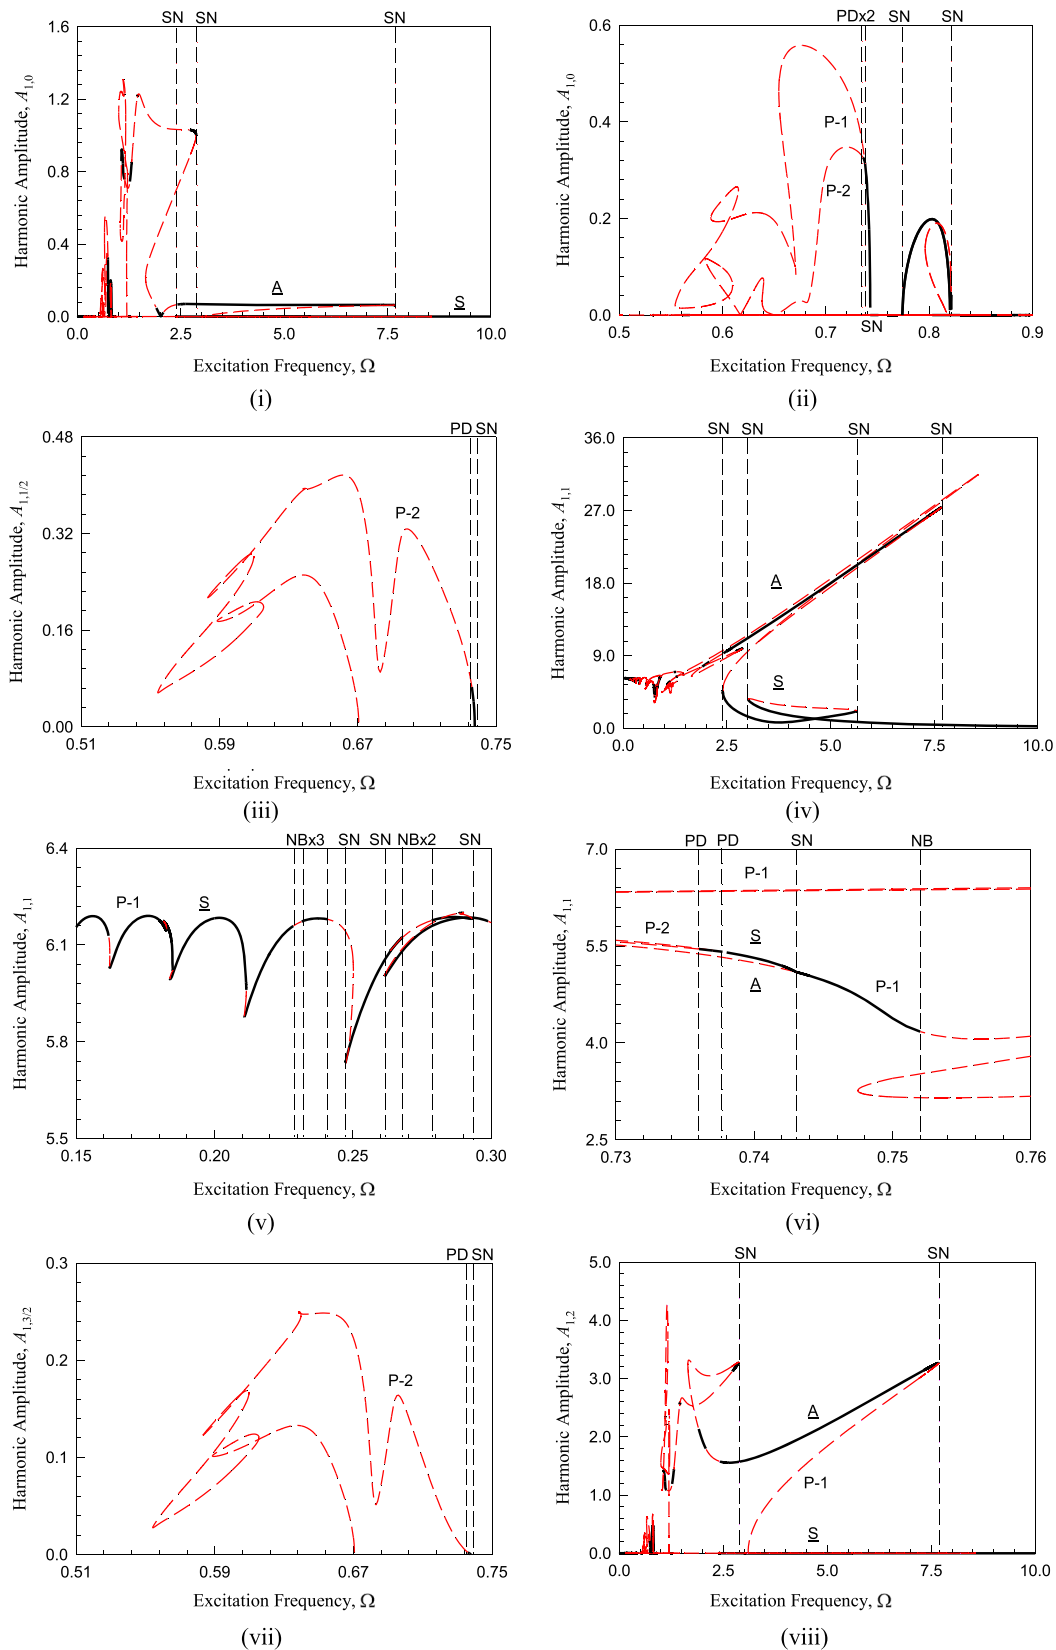 SN SN SN
1.6
1.2
0.8
0.4
0.0
Harmonic Amplitude, A1,0
A
S
0.0 2.5 5.0 7.5 10.0
Excitation Frequency, Ω
(i)
PDx2 SN SN
0.6
0.4
0.2
0.0
Harmonic Amplitude, A1,0
P-1
P-2
SN
0.5 0.6 0.7 0.8 0.9
Excitation Frequency, Ω
(ii)
PD SN
0.48
0.32
0.16
0.00
Harmonic Amplitude, A1,1/2
P-2
0.51 0.59 0.67 0.75
Excitation Frequency, Ω
(iii)
SN SN SN SN
36.0
27.0
18.0
9.0
0.0
Harmonic Amplitude, A1,1
A
S
0.0 2.5 5.0 7.5 10.0
Excitation Frequency, Ω
(iv)
NBx3 SN SN NBx2 SN
6.4
6.1
5.8
5.5
Harmonic Amplitude, A1,1
P-1 S
0.15 0.20 0.25 0.30
Excitation Frequency, Ω
(v)
PD PD SN NB
7.0
5.5
4.0
2.5
Harmonic Amplitude, A1,1
P-1
P-2
S
A
P-1
0.73 0.74 0.75 0.76
Excitation Frequency, Ω
(vi)
PD SN
0.3
0.2
0.1
0.0
Harmonic Amplitude, A1,3/2
P-2
0.51 0.59 0.67 0.75
Excitation Frequency, Ω
(vii)
SN SN
5.0
4.0
3.0
2.0
1.0
0.0
Harmonic Amplitude, A1,2
A
P-1
S
0.0 2.5 5.0 7.5 10.0
Excitation Frequency, Ω
(viii)